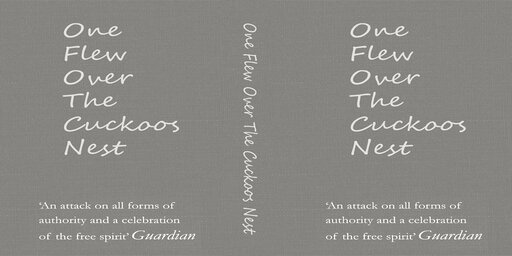 One
Flew
Over
The
Cuckoos
Nest
'An attack on all forms of
authority and a celebration
of the free spirit' Guardian
One Flew Over The Cuckoos Nest
One
Flew
Over
The
Cuckoos
Nest
'An attack on all forms of
authority and a celebration
of the free spirit' Guardian